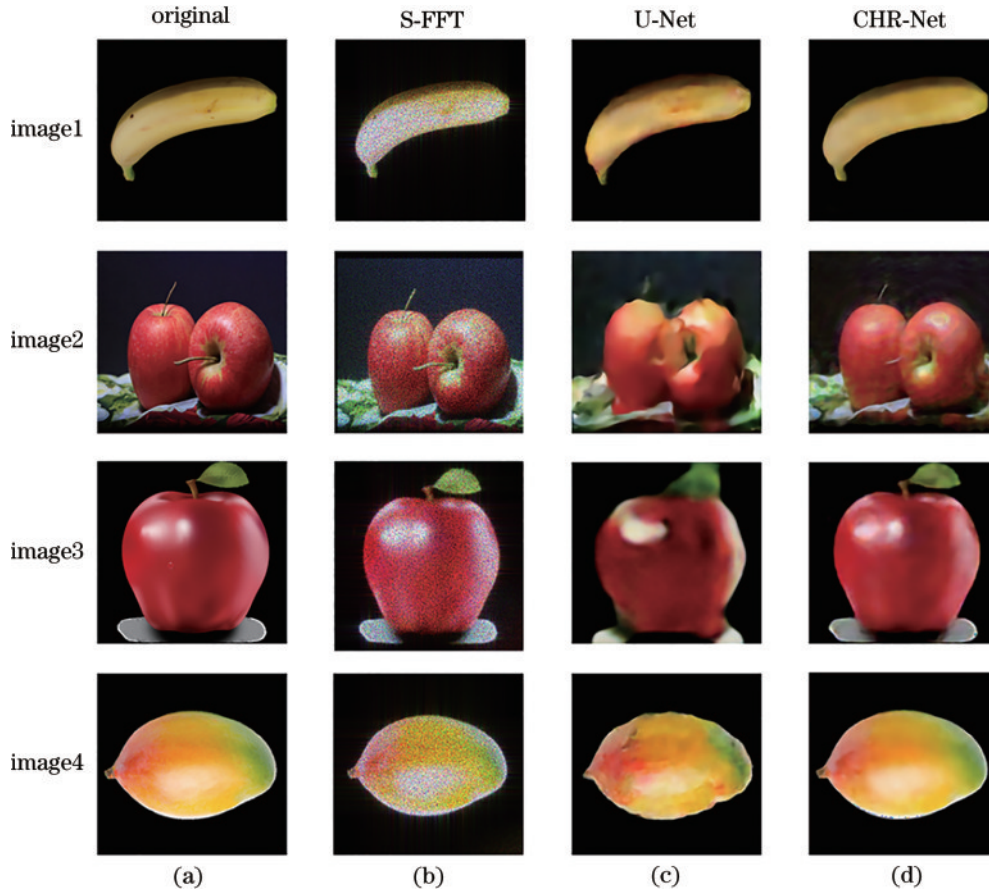 original S-FFT U-Net CHR-Net
image1
image2
image3
image4
(a) (b) (c) (d)